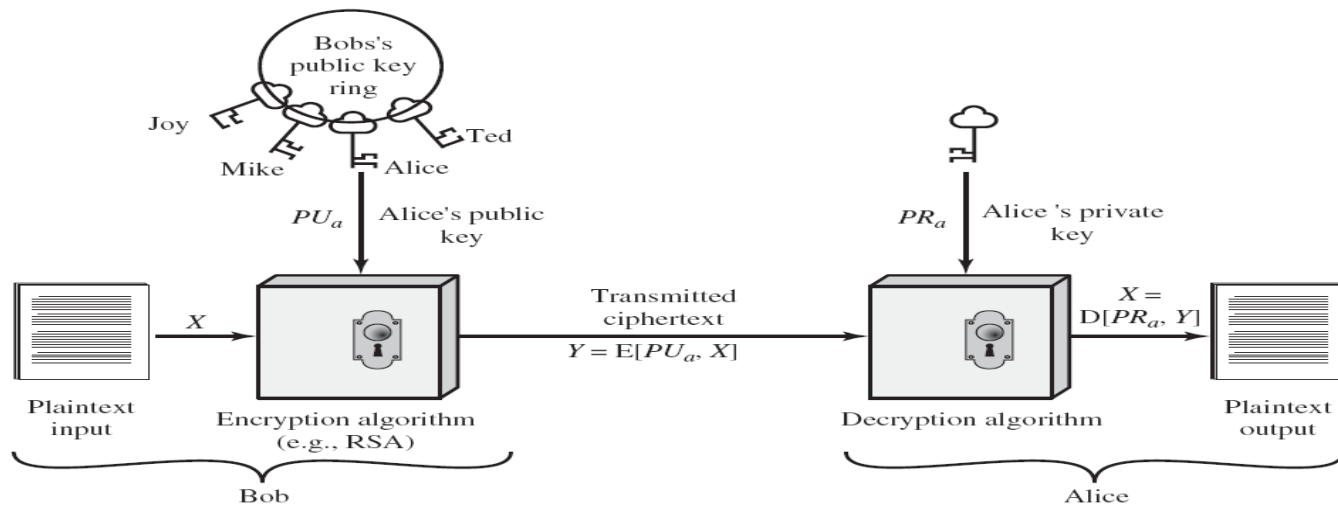 Bobs's
public key
ring
Joy
Ted
Mike
Alice
PUa
Alice's public
key
PRa
Alice 's private
key
X
Transmitted
ciphertext
Y = E[PUa, X]
X =
D[PRa, Y]
Plaintext
input
Encryption algorithm
(e.g., RSA)
Decryption algorithm
Plaintext
output
Bob
Alice